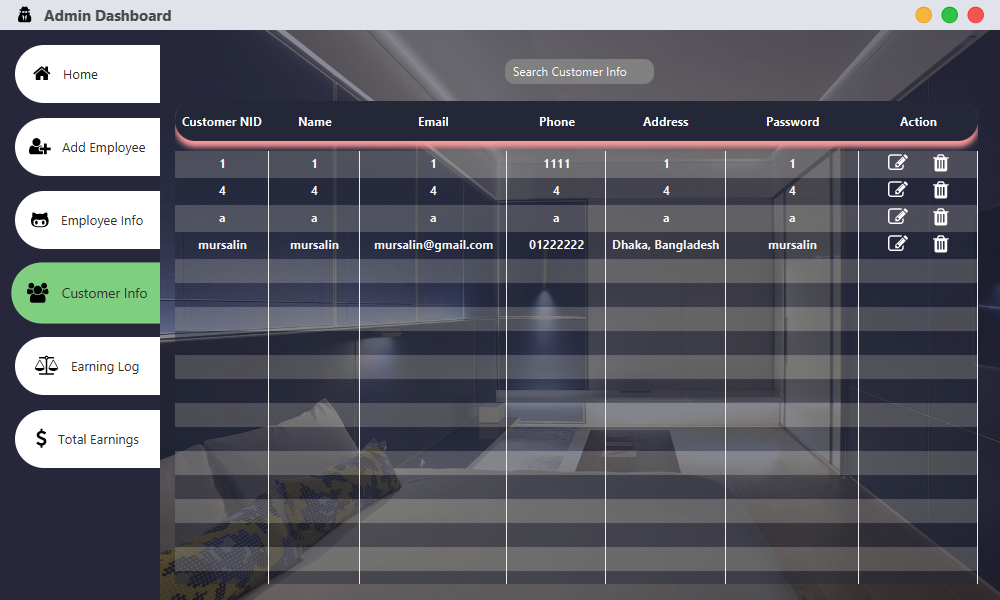 Admin Dashboard
Home
Add Employee
Employee Info
Customer Info
Earning Log
$ Total Earnings
Search Customer Info
Customer NID Name Email Phone Address Password Action
1 1 1 1111 1 1
4 4 4 4 4 4
a a a a a a
mursalin mursalin mursalin@gmail.com 01222222 Dhaka, Bangladesh mursalin